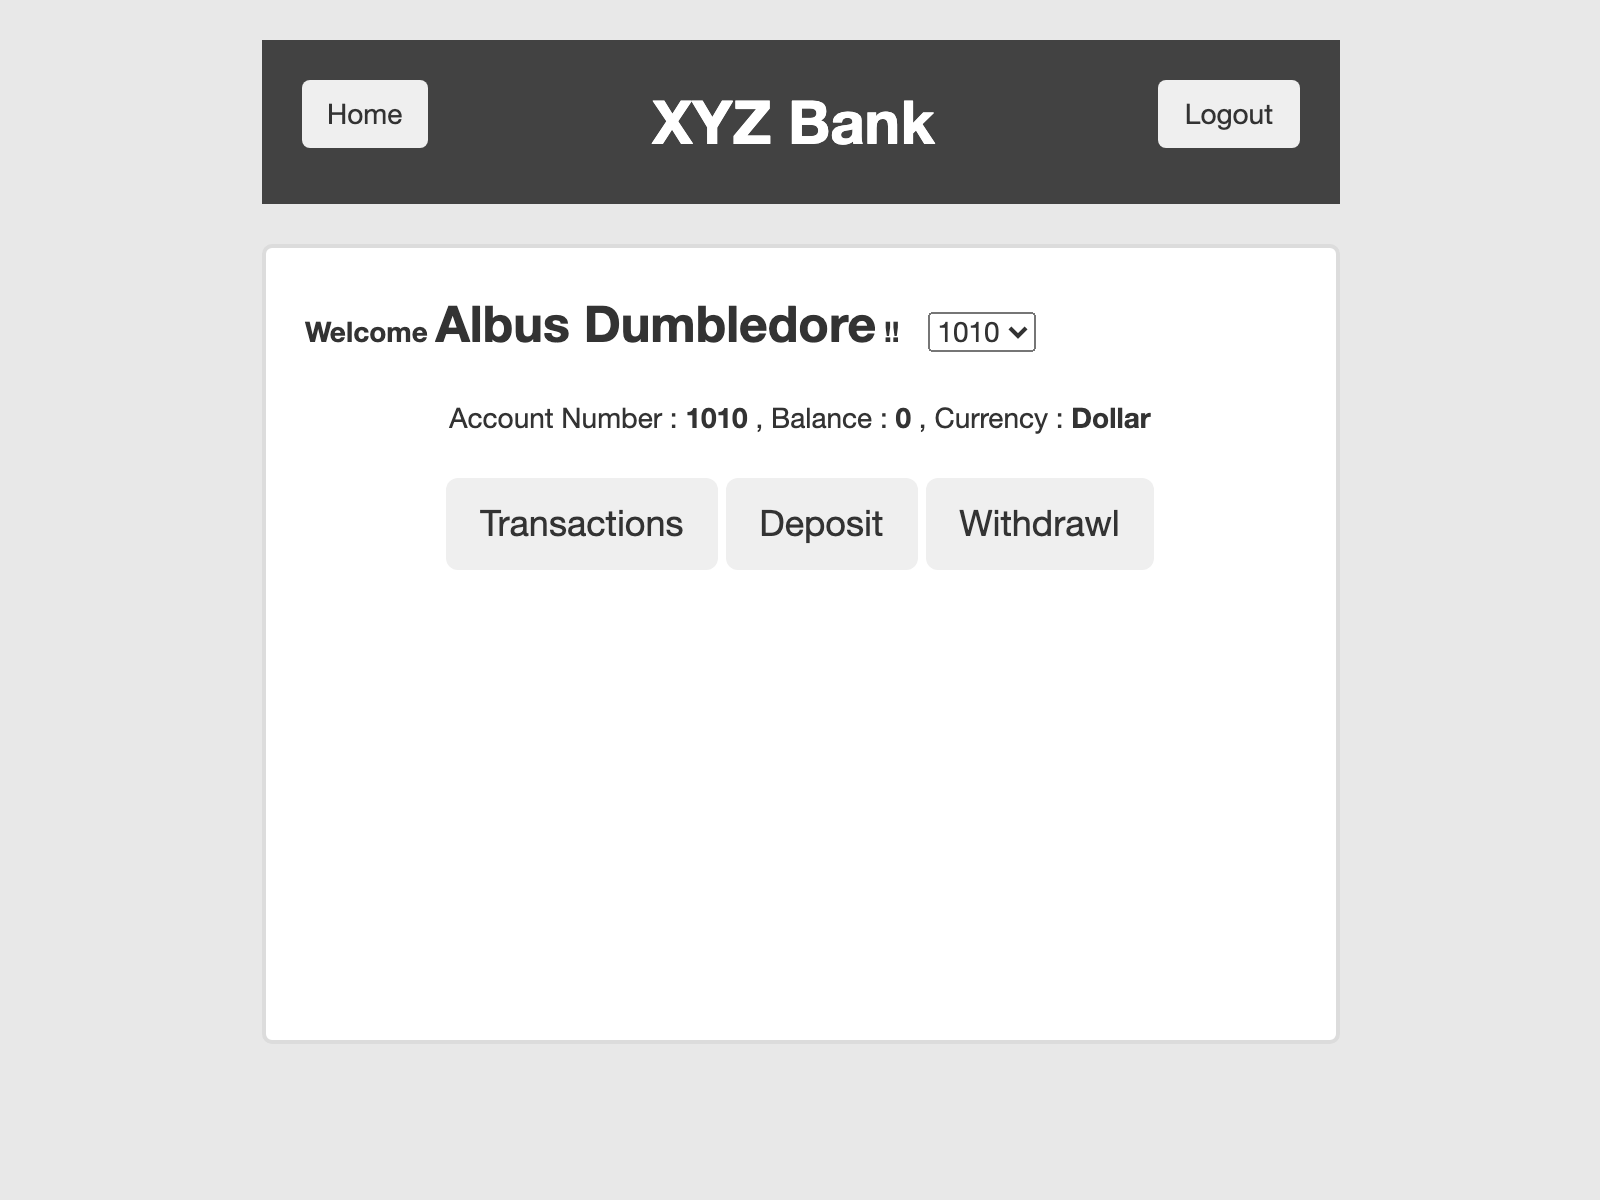 Home
XYZ Bank
Logout
Welcome Albus Dumbledore !! 1010
Account Number : 1010 , Balance : 0 , Currency : Dollar
Transactions Deposit Withdrawl